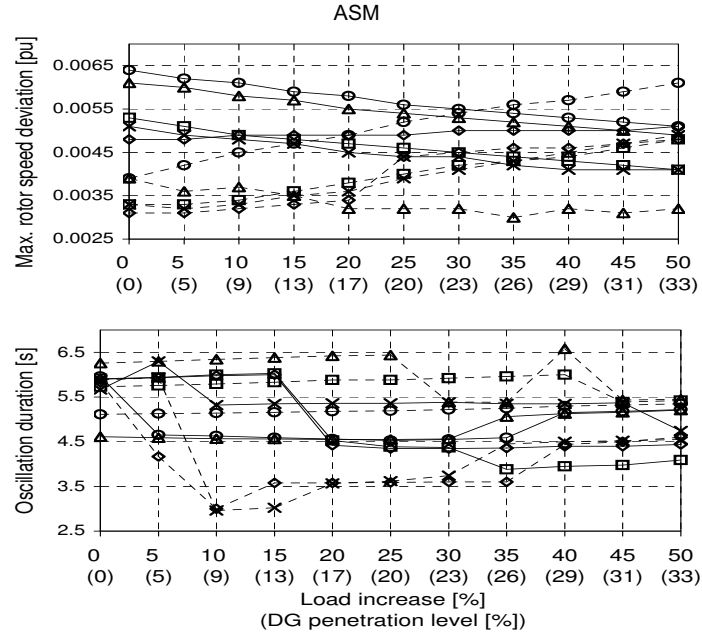 ASM
Max. rotor speed deviation [pu]
0.0065
0.0055
0.0045
0.0035
0.0025
0 5 10 15 20 25 30 35 40 45 50
(0) (5) (9) (13) (17) (20) (23) (26) (29) (31) (33)
Oscillation duration [s]
6.5
5.5
4.5
3.5
2.5
0 5 10 15 20 25 30 35 40 45 50
(0) (5) (9) (13) (17) (20) (23) (26) (29) (31) (33)
Load increase [%]
(DG penetration level [%])